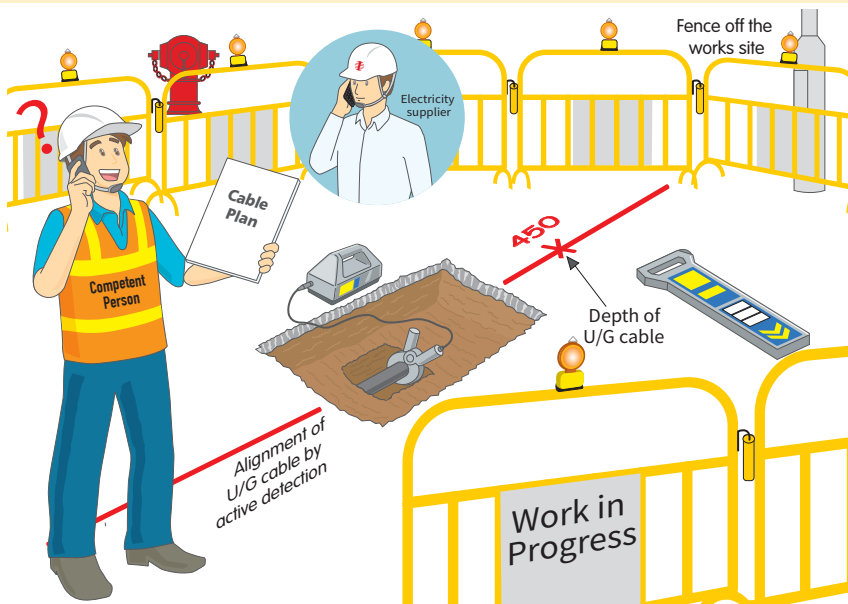 Fence off the
works site
?
Electricity
supplier
Cable
Plan
Competent
Person
450
Depth of
U/G cable
Alignment of
U/G cable by
active detection
Work in
Progress